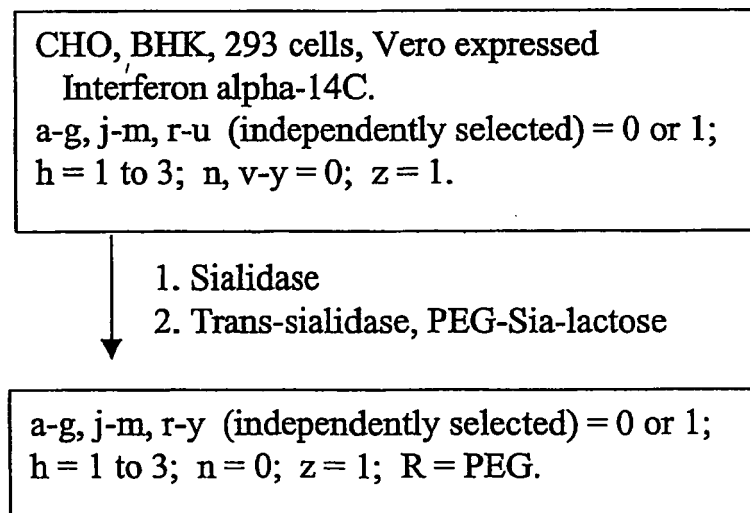 CHO, BHK, 293 cells, Vero expressed
Interferon alpha-14C.
a-g, j-m, r-u (independently selected) = 0 or 1;
h = 1 to 3; n, v-y = 0; z = 1.
1. Sialidase
2. Trans-sialidase, PEG-Sia-lactose
a-g, j-m, r-y (independently selected) = 0 or 1;
h = 1 to 3; n = 0; z = 1; R = PEG.